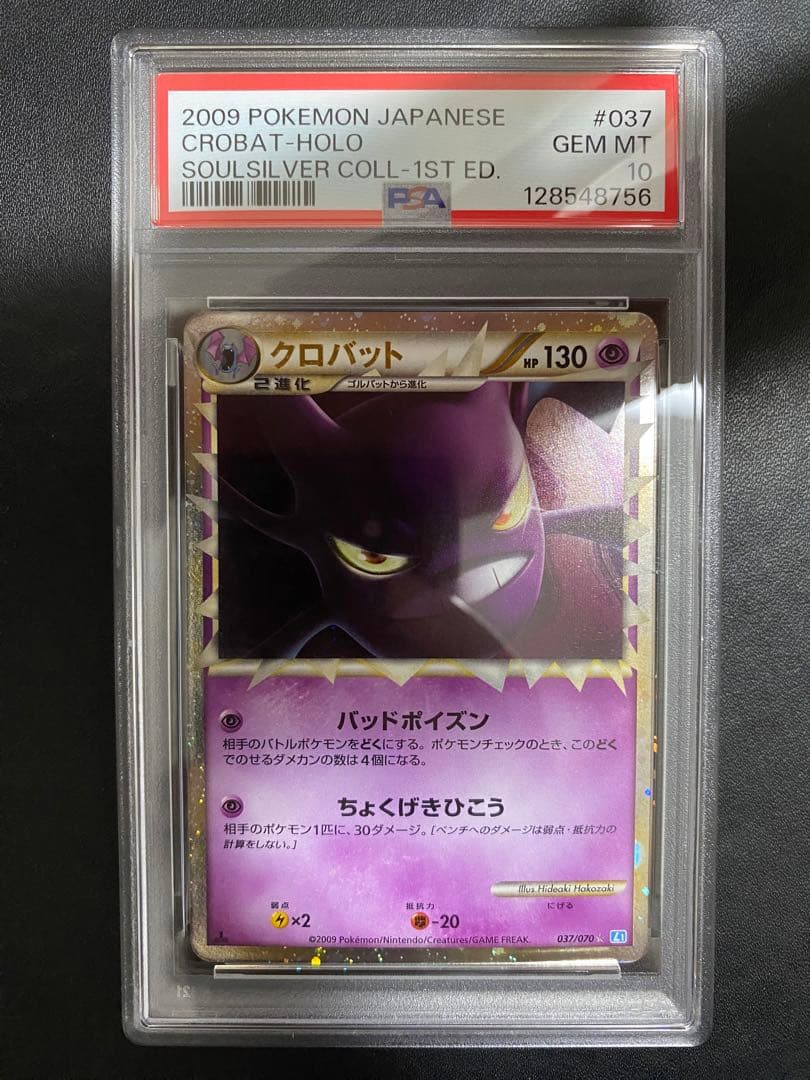 2009 POKEMON JAPANESE #037
CROBAT-HOLO GEM MT
SOULSILVER COLL-1ST ED. 10
PSA 128548756
クロバット HP 130
2進化 ゴルバットから進化
バッドポイズン
相手のバトルポケモンをどくにする。ポケモンチェックのとき、このどく
でのせるダメカンの数は4個になる。
ちょくげきひこう
相手のポケモン1匹に、30ダメージ。[ベンチへのダメージは弱点・抵抗力の
計算をしない。]
Illus. Hideaki Hakozaki
弱点 抵抗力 にげる
×2 -20
©2009 Pokémon/Nintendo/Creatures/GAME FREAK. 037/070 L1